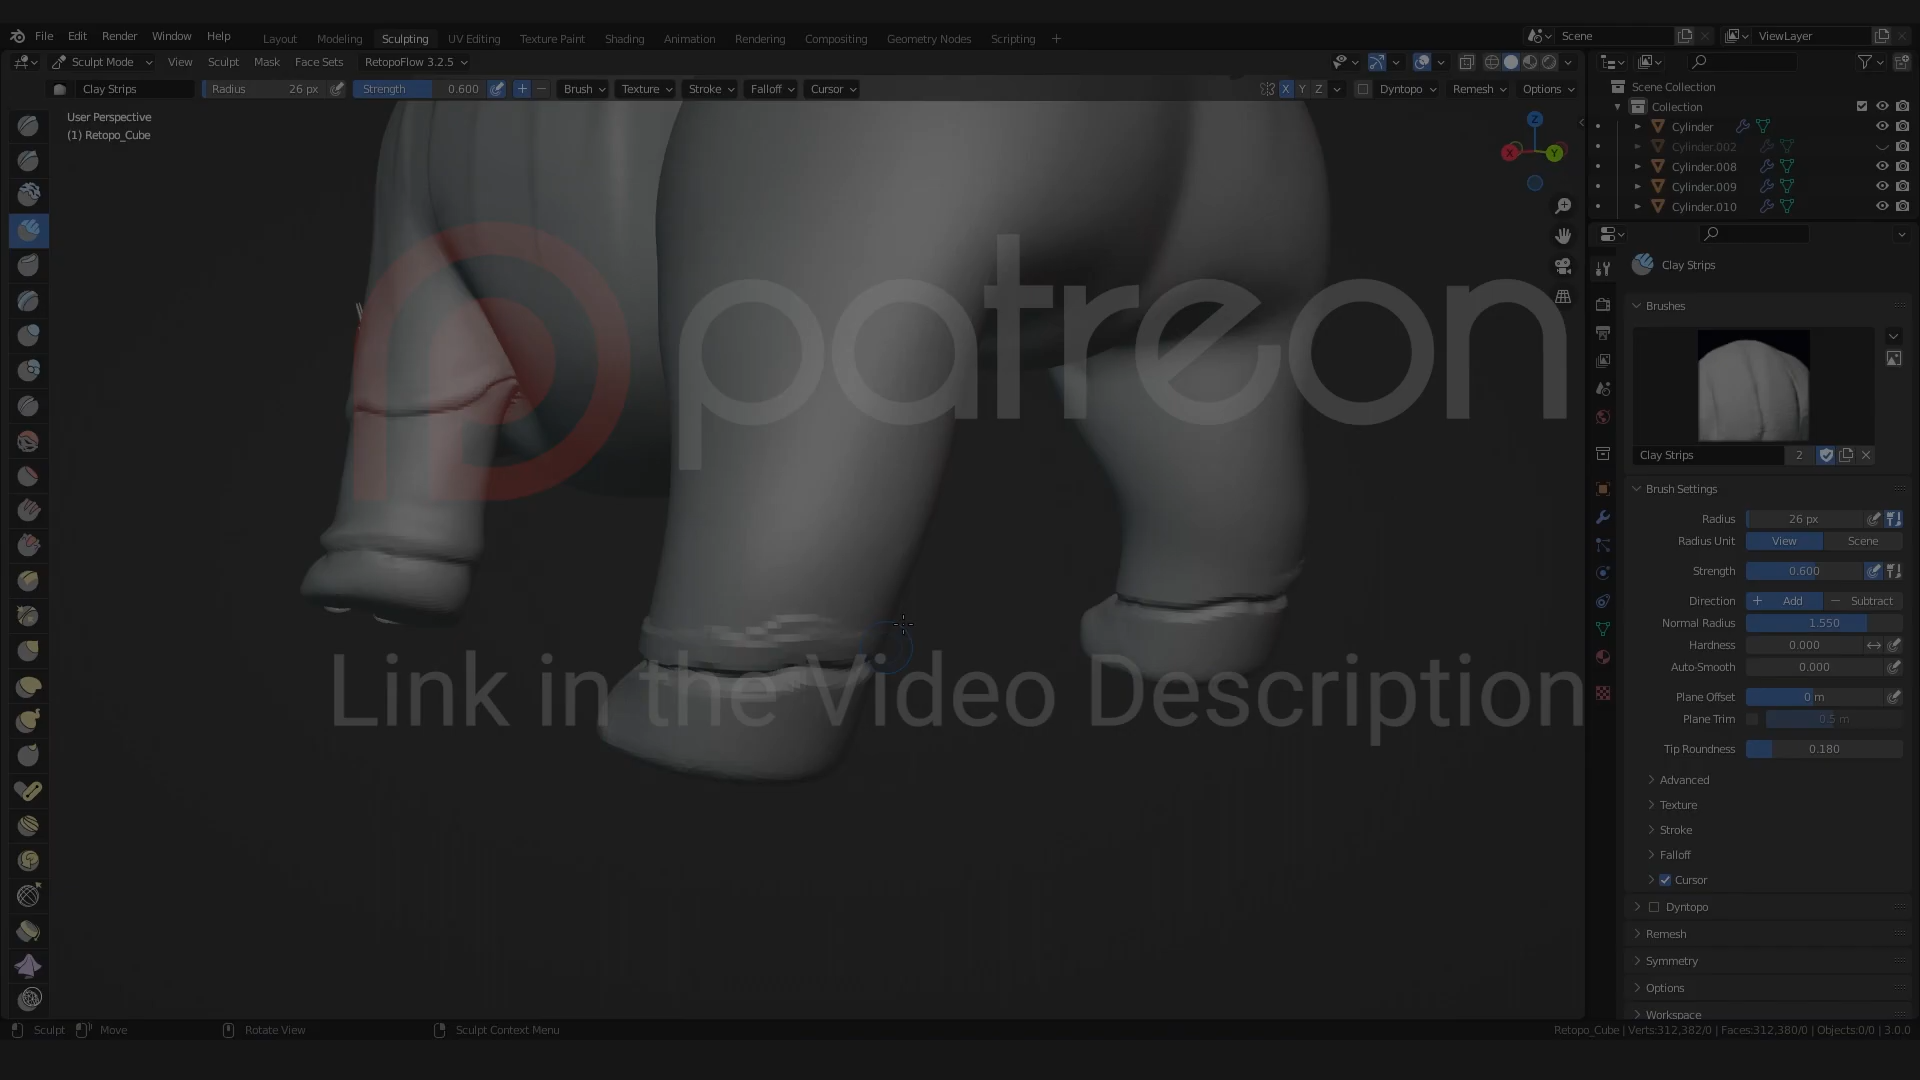 File Edit Render Window Help Layout Modeling Sculpting UV Editing Texture Paint Shading Animation Rendering Compositing Geometry Nodes Scripting + Scene ViewLayer
Sculpt Mode View Sculpt Mask Face Sets RetopoFlow 3.2.5
Clay Strips Radius 26 px Strength 0.600 Brush Texture Stroke Falloff Cursor X Y Z Dyntopo Remesh Options
User Perspective
(1) Retopo_Cube
Z
X
Y
Scene Collection
Collection
Cylinder
Cylinder.002
Cylinder.008
Cylinder.009
Cylinder.010
patreon
Link in the Video Description
Clay Strips
Brushes
Clay Strips 2
Brush Settings
Radius 26 px
Radius Unit View Scene
Strength 0.600
Direction + Add − Subtract
Normal Radius 1.550
Hardness 0.000
Auto-Smooth 0.000
Plane Offset 0 m
Plane Trim 0.5 m
Tip Roundness 0.180
Advanced
Texture
Stroke
Falloff
Cursor
Dyntopo
Remesh
Symmetry
Options
Workspace
Sculpt Move Rotate View Sculpt Context Menu Retopo_Cube | Verts:312,382/0 | Faces:312,380/0 | Objects:0/0 | 3.0.0